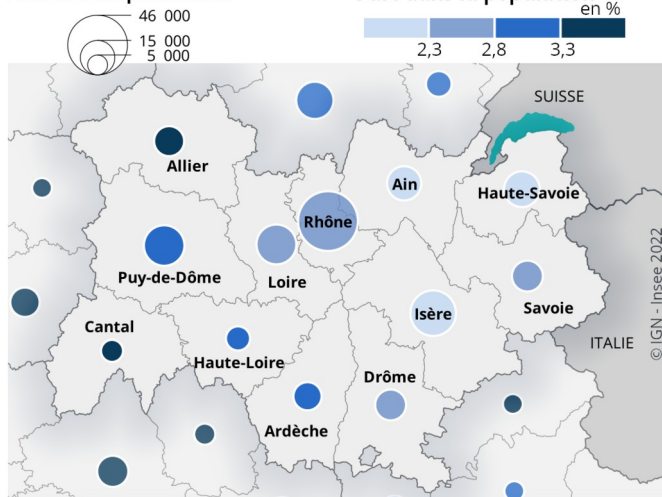 en %
46 000
15 000
5 000
2,3
2,8
3,3
SUISSE
Allier
Ain
Haute-Savoie
Rhône
Puy-de-Dôme
Loire
Savoie
Isère
Cantal
Haute-Loire
ITALIE
Drôme
Ardèche
© IGN - Insee 2022